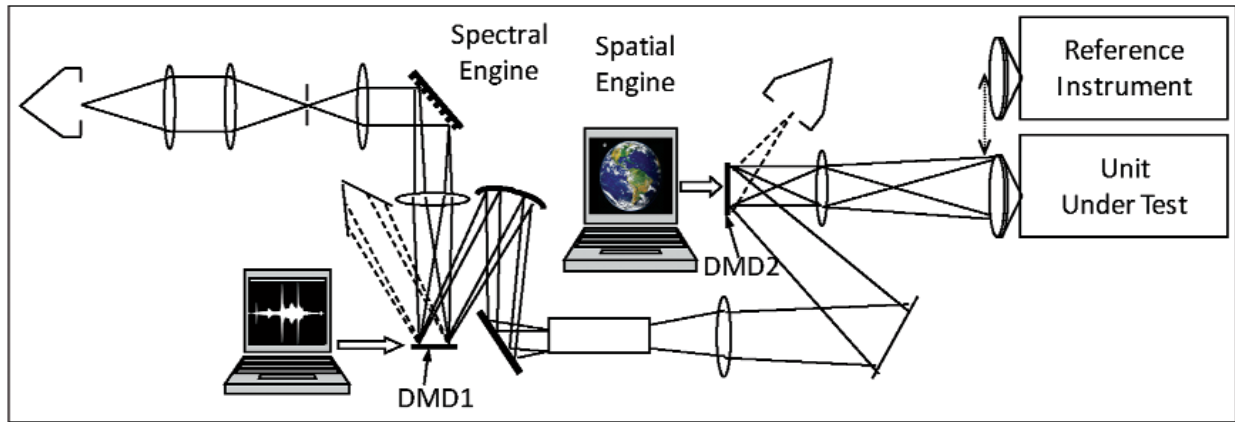 Spectral
Engine
Spatial
Engine
Reference
Instrument
Unit
Under Test
DMD2
DMD1